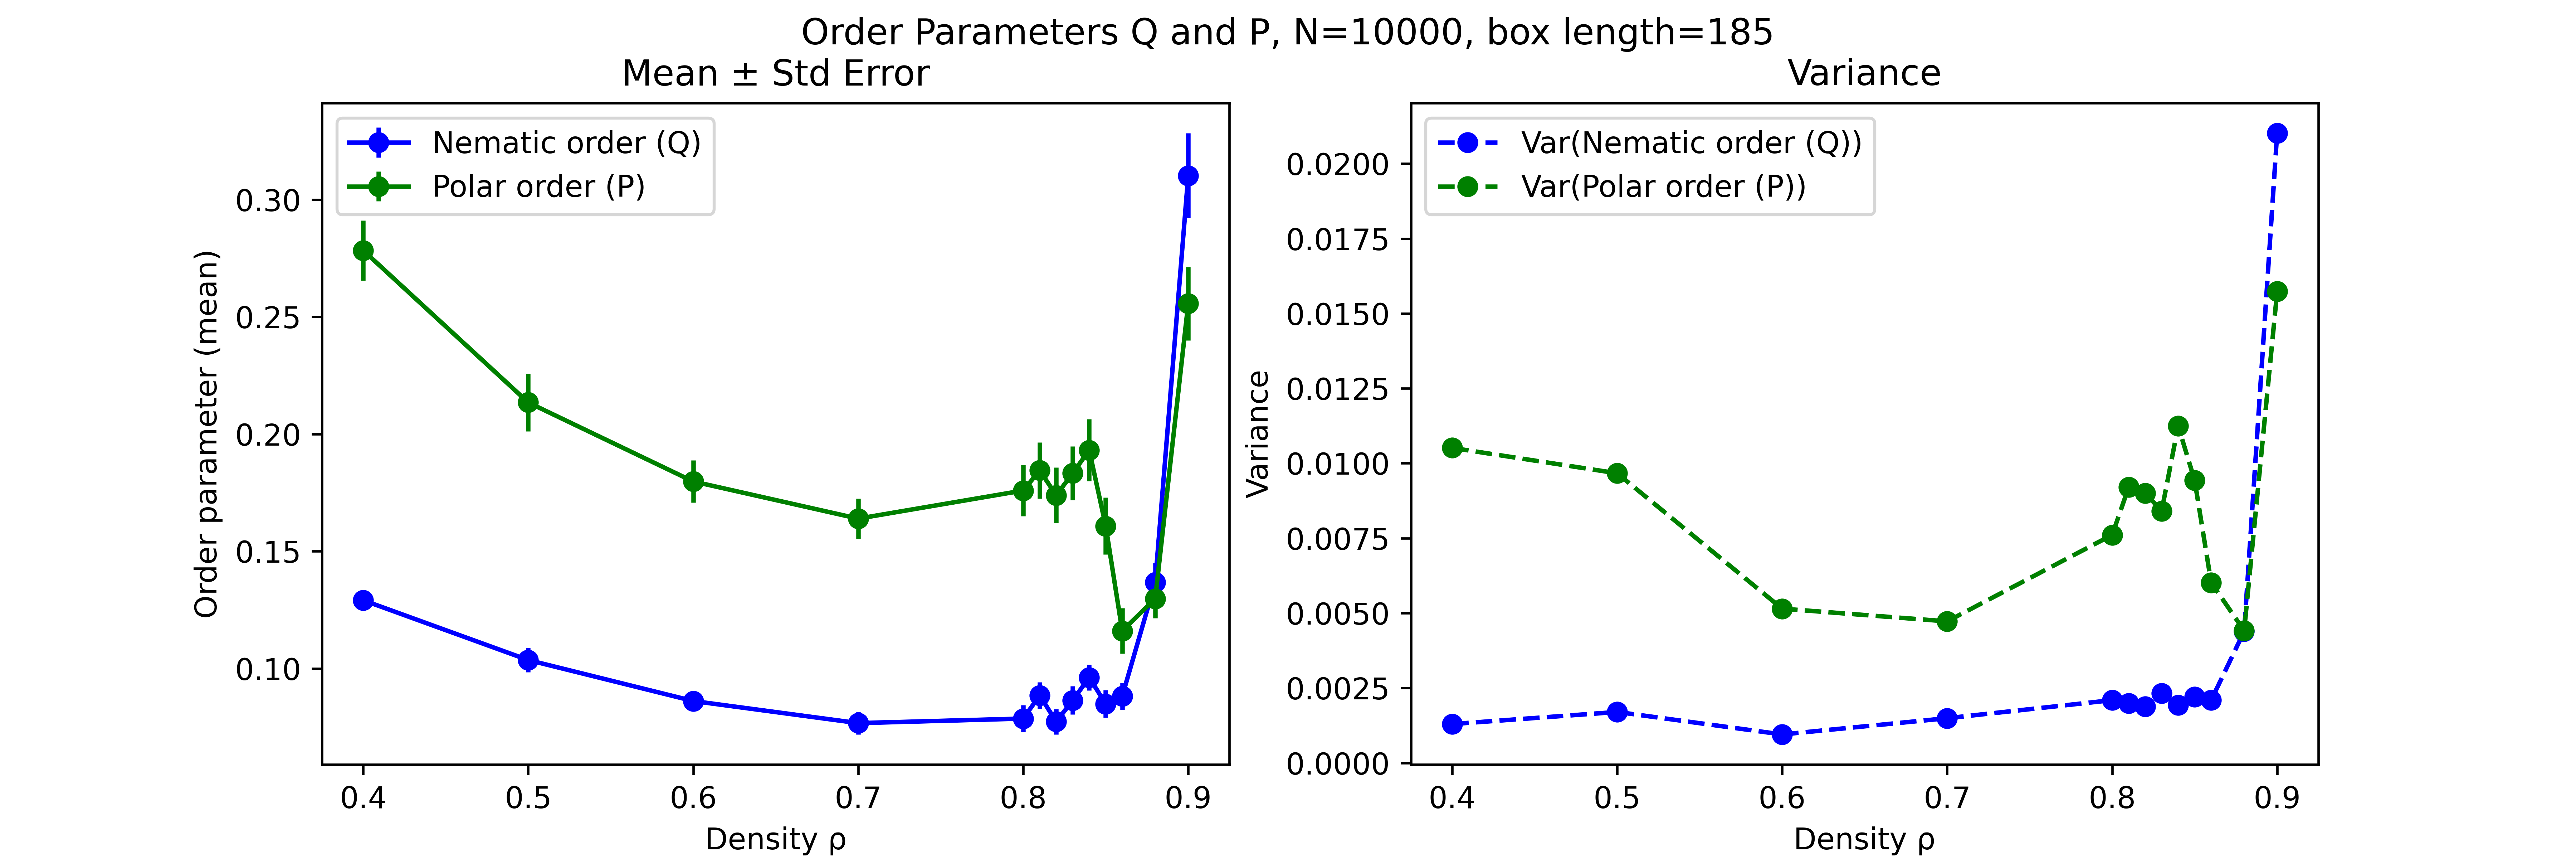 Order Parameters Q and P, N=10000, box length=185
Mean ± Std Error
Nematic order (Q)
Polar order (P)
Order parameter (mean)
0.30
0.25
0.20
0.15
0.10
0.4 0.5 0.6 0.7 0.8 0.9
Density ρ
Variance
Var(Nematic order (Q))
Var(Polar order (P))
Variance
0.0200
0.0175
0.0150
0.0125
0.0100
0.0075
0.0050
0.0025
0.0000
0.4 0.5 0.6 0.7 0.8 0.9
Density ρ